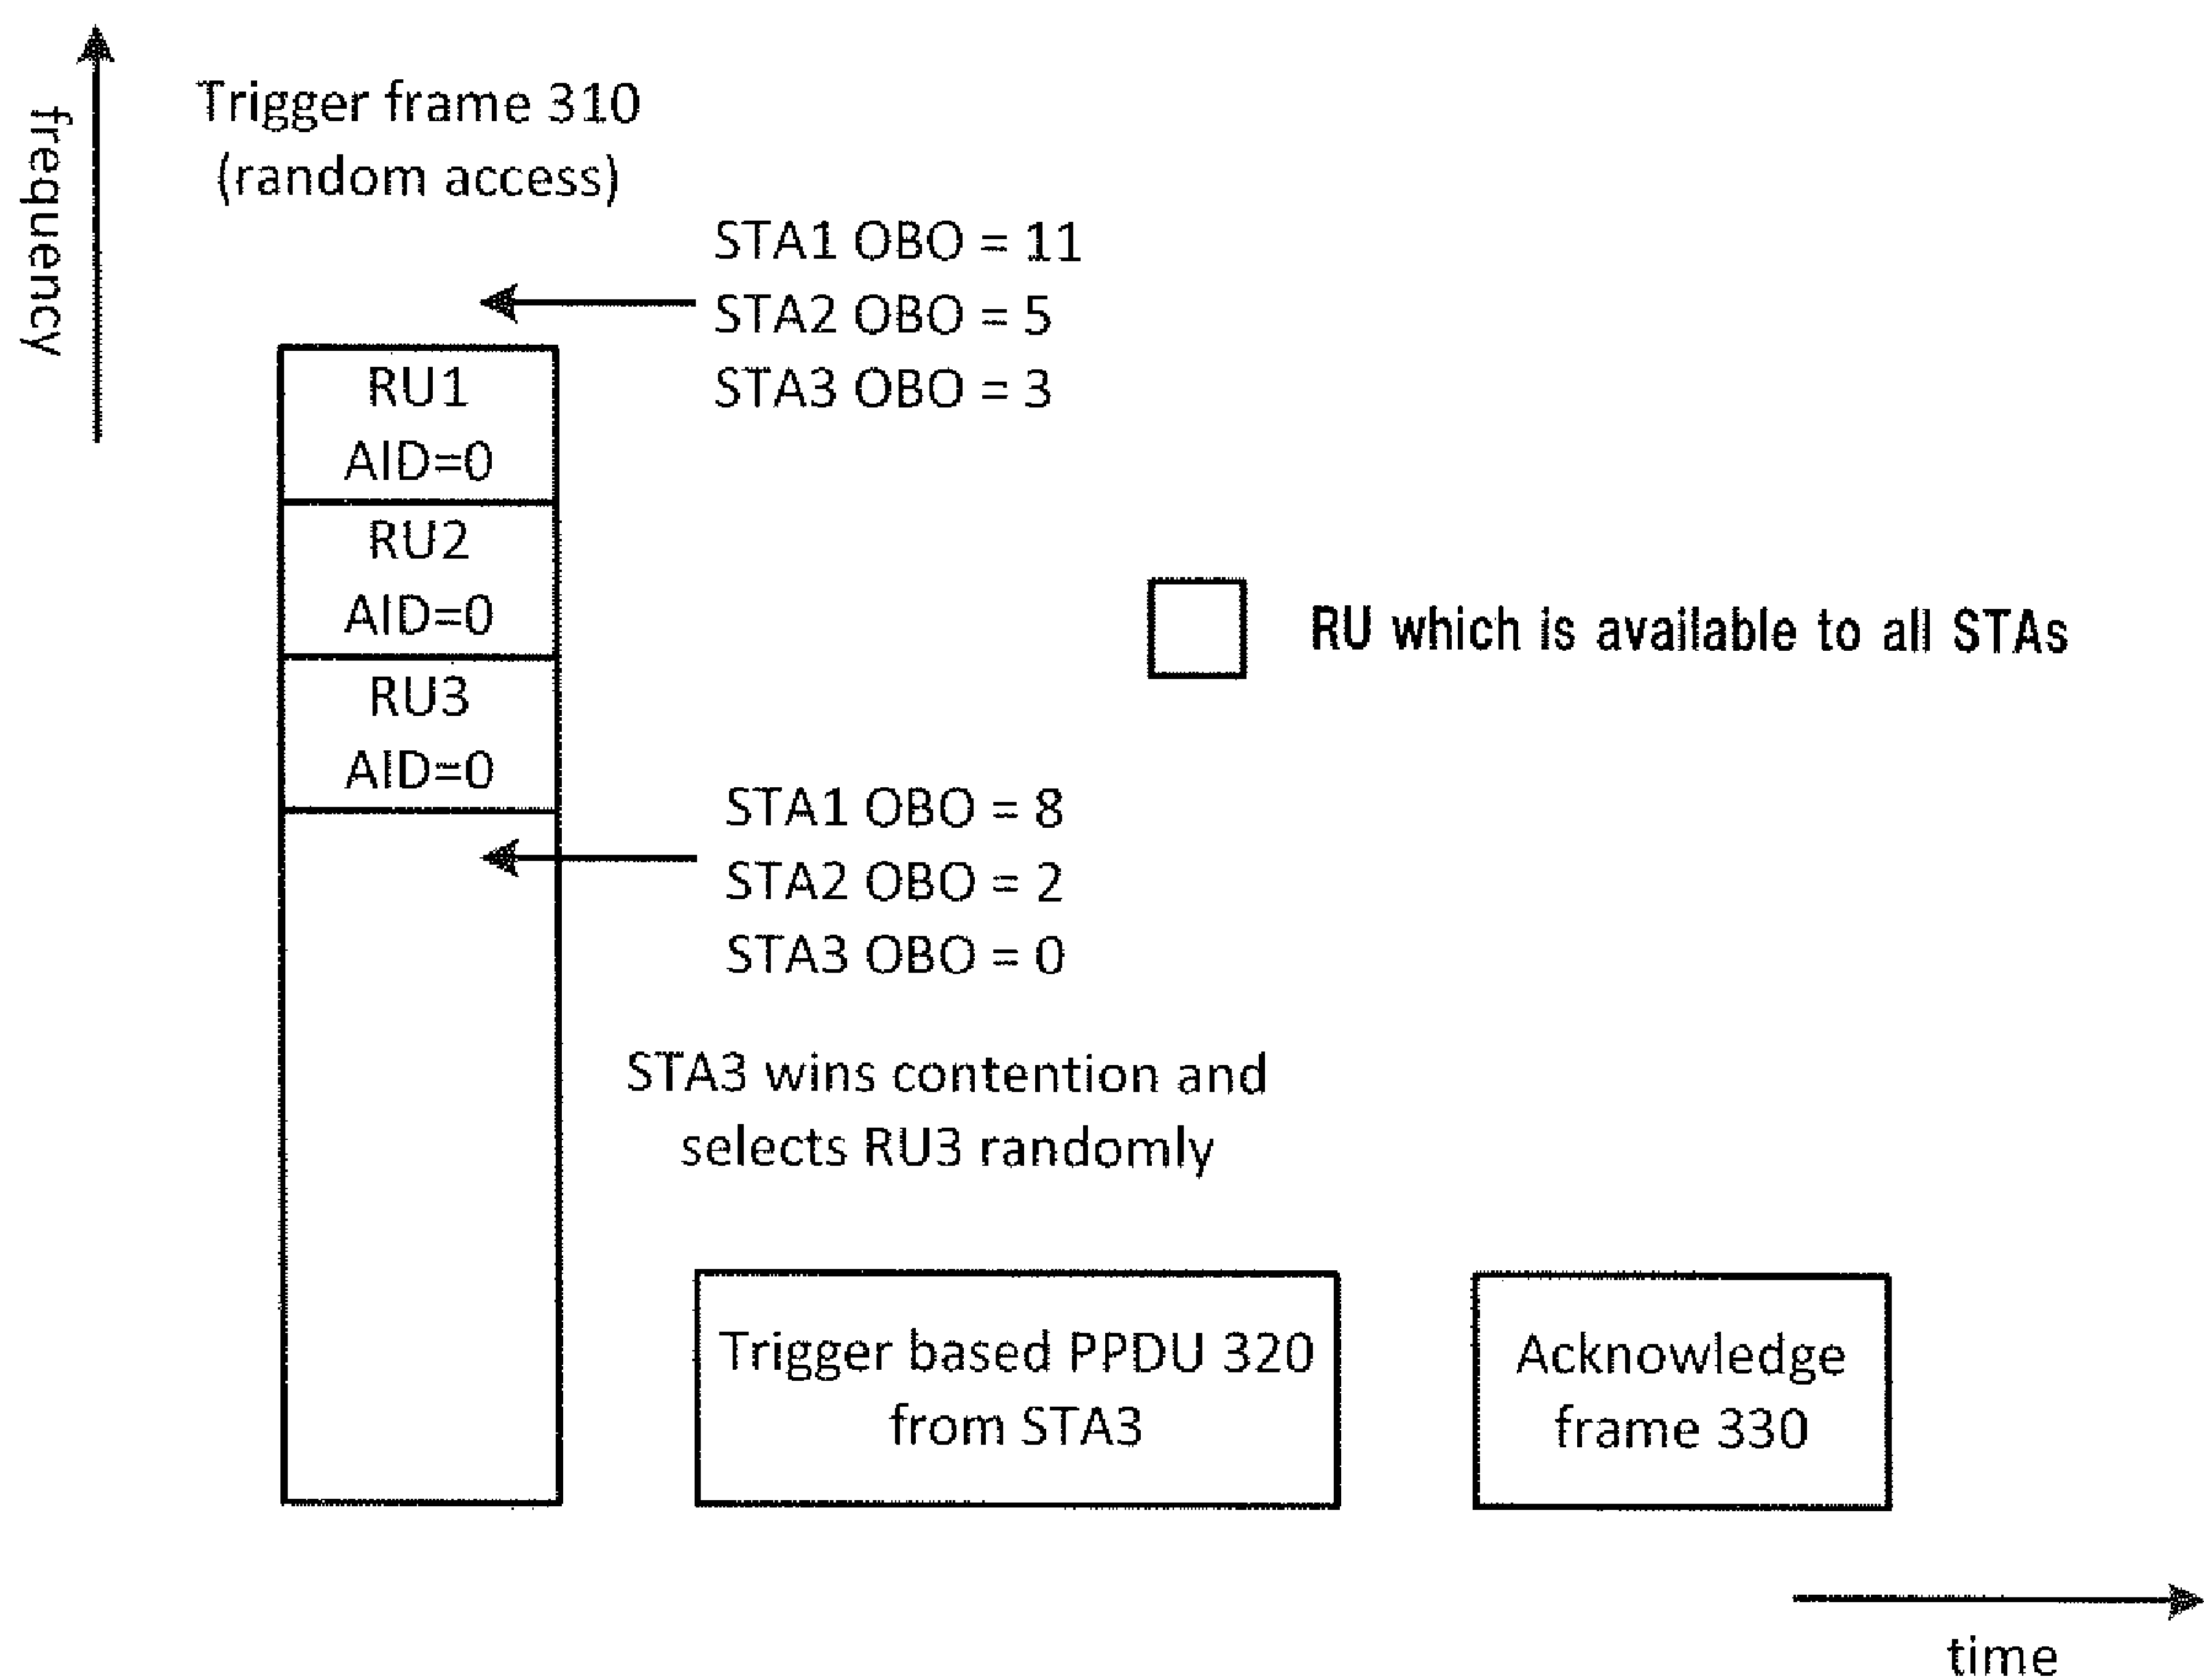 frequency
Trigger frame 310
(random access)
STA1 OBO = 11
STA2 OBO = 5
STA3 OBO = 3
RU1
AID=0
RU2
AID=0
RU3
AID=0
RU which is available to all STAs
STA1 OBO = 8
STA2 OBO = 2
STA3 OBO = 0
STA3 wins contention and
selects RU3 randomly
Trigger based PPDU 320
from STA3
Acknowledge
frame 330
time